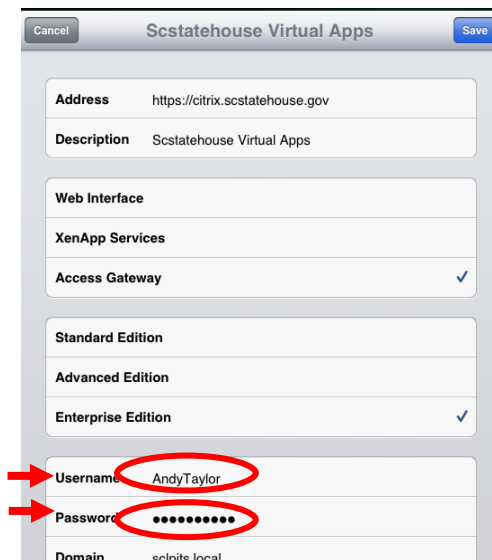 Cancel Scstatehouse Virtual Apps Save
Address https://citrix.scstatehouse.gov
Description Scstatehouse Virtual Apps
Web Interface
XenApp Services
Access Gateway ✓
Standard Edition
Advanced Edition
Enterprise Edition ✓
Username AndyTaylor
Password ●●●●●●●●●●
Domain sclpits.local